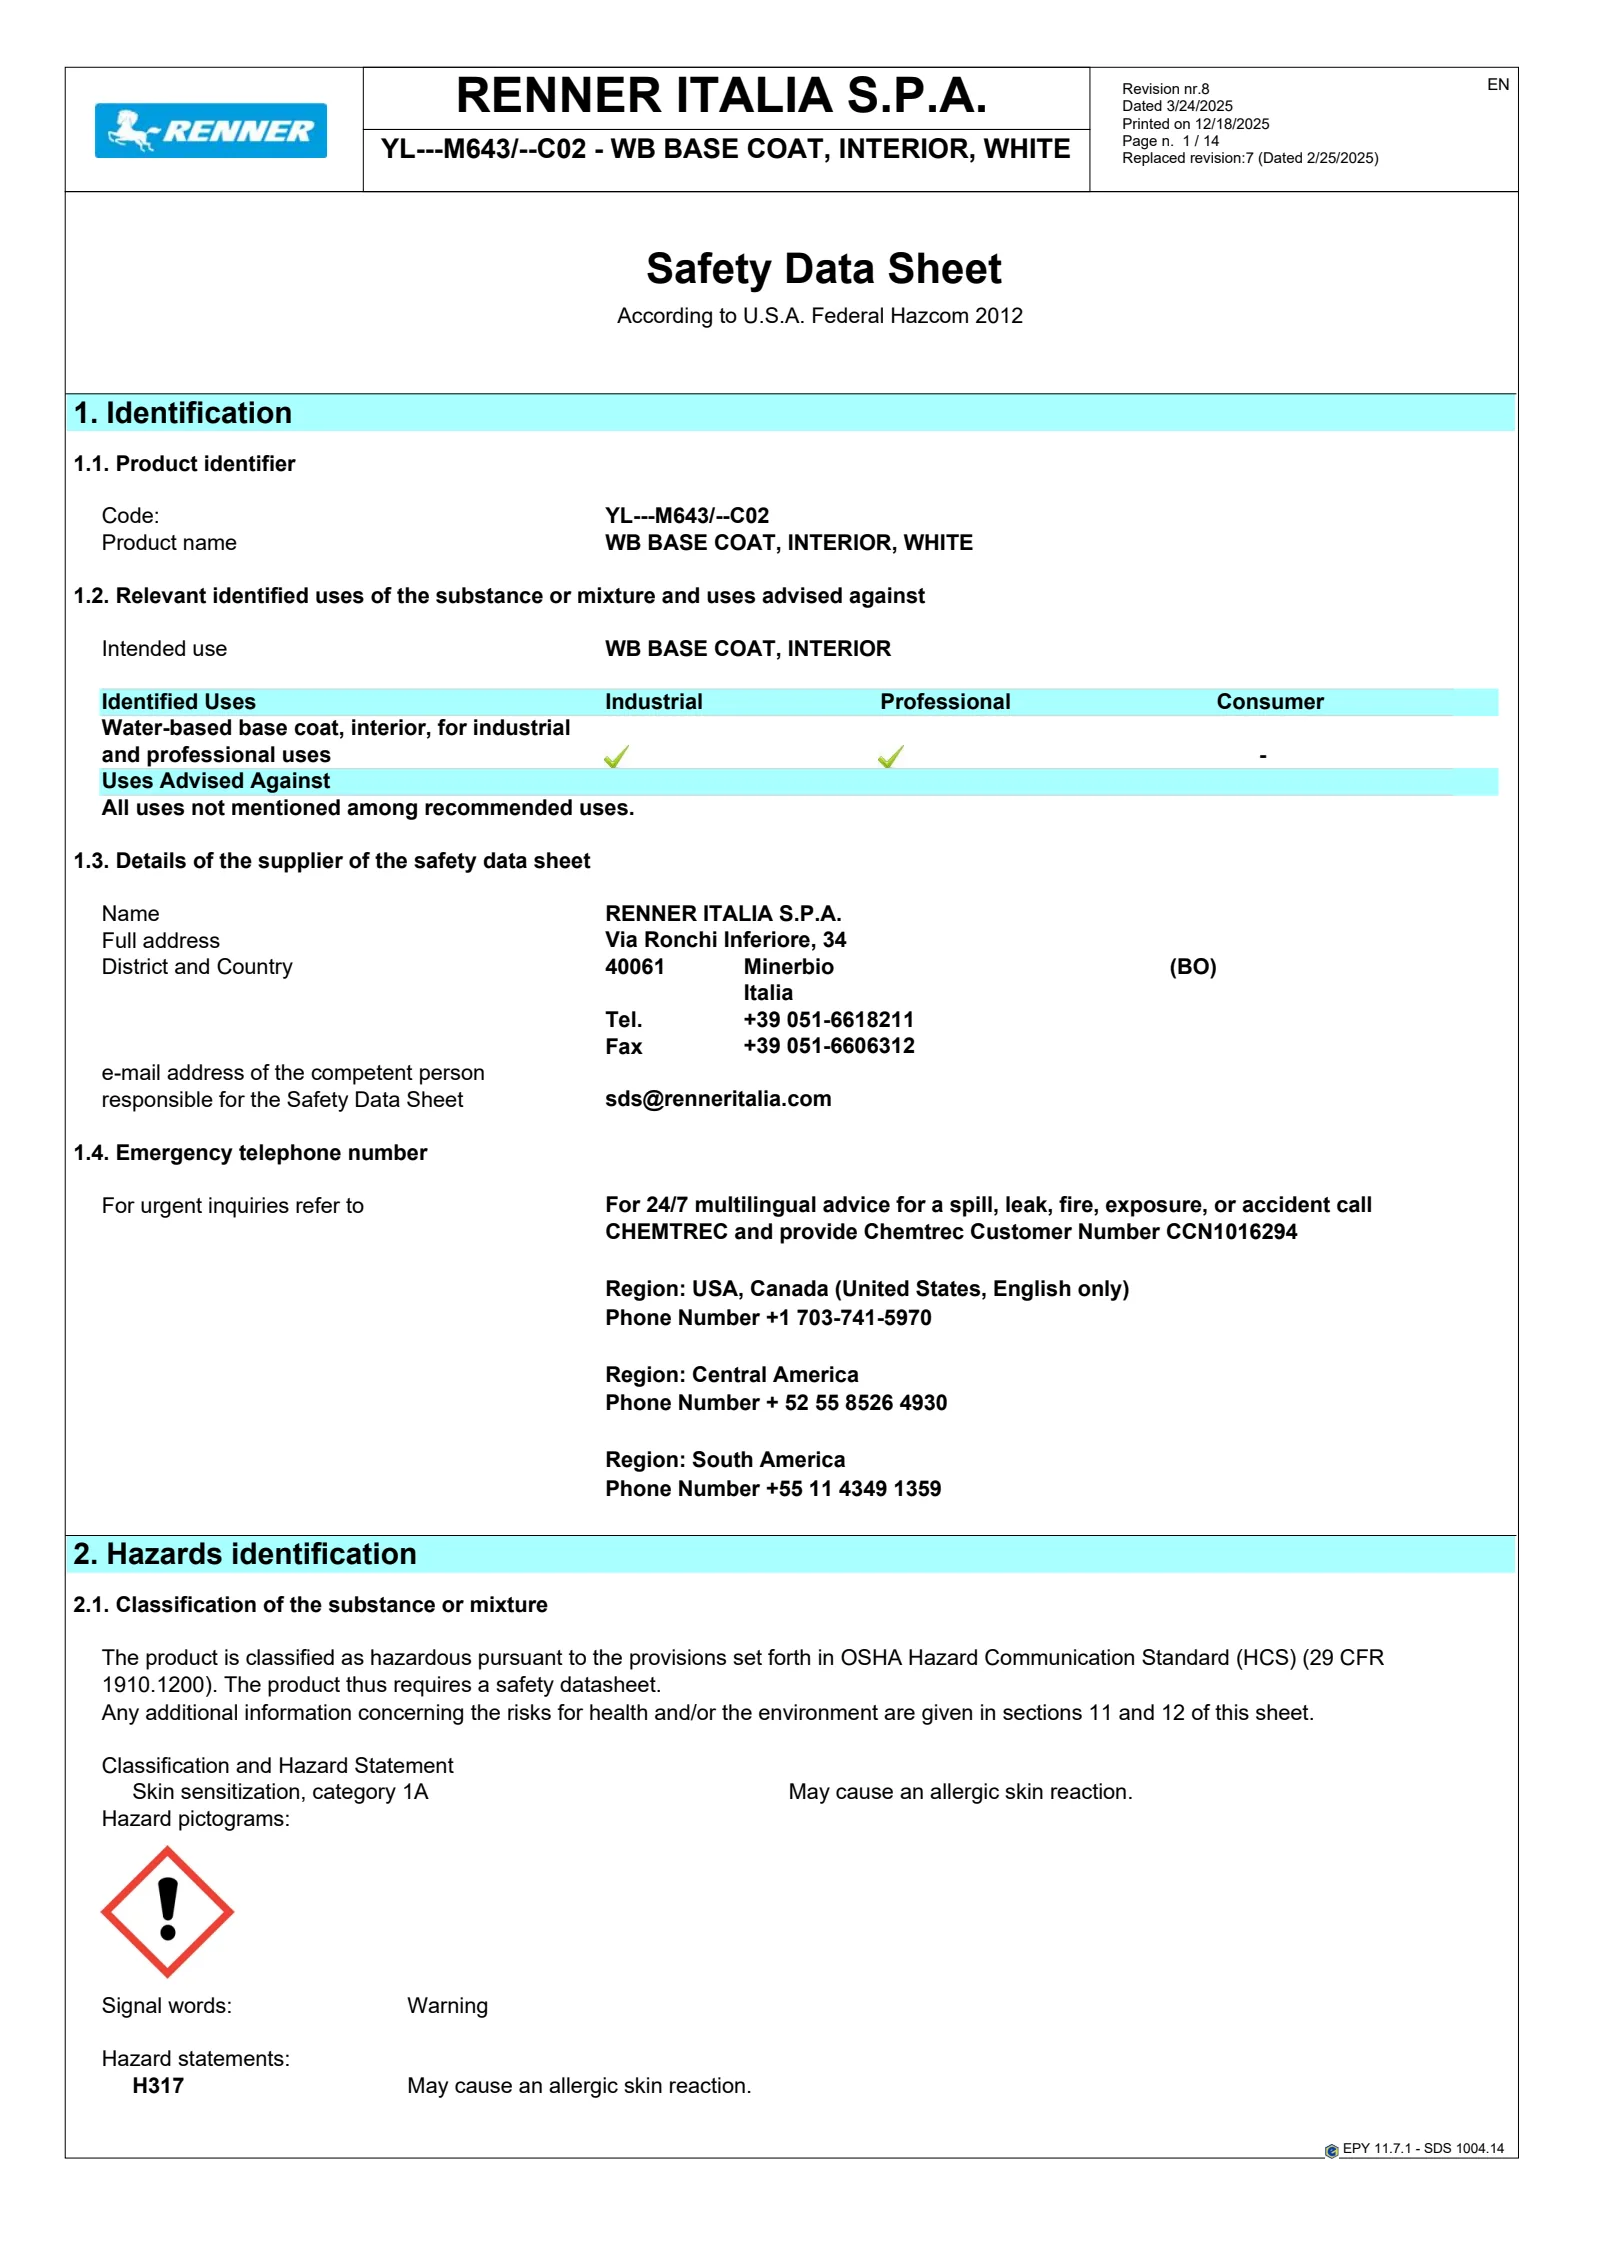 RENNER
RENNER ITALIA S.P.A.
YL---M643/--C02 - WB BASE COAT, INTERIOR, WHITE
Revision nr.8
Dated 3/24/2025
Printed on 12/18/2025
Page n. 1 / 14
Replaced revision:7 (Dated 2/25/2025)
EN
Safety Data Sheet
According to U.S.A. Federal Hazcom 2012
1. Identification
1.1. Product identifier
Code: YL---M643/--C02
Product name WB BASE COAT, INTERIOR, WHITE
1.2. Relevant identified uses of the substance or mixture and uses advised against
Intended use WB BASE COAT, INTERIOR
Identified Uses Industrial Professional Consumer
Water-based base coat, interior, for industrial
and professional uses ✓ ✓ -
Uses Advised Against
All uses not mentioned among recommended uses.
1.3. Details of the supplier of the safety data sheet
Name RENNER ITALIA S.P.A.
Full address Via Ronchi Inferiore, 34
District and Country 40061 Minerbio (BO)
Italia
Tel. +39 051-6618211
Fax +39 051-6606312
e-mail address of the competent person
responsible for the Safety Data Sheet sds@renneritalia.com
1.4. Emergency telephone number
For urgent inquiries refer to For 24/7 multilingual advice for a spill, leak, fire, exposure, or accident call
CHEMTREC and provide Chemtrec Customer Number CCN1016294
Region: USA, Canada (United States, English only)
Phone Number +1 703-741-5970
Region: Central America
Phone Number + 52 55 8526 4930
Region: South America
Phone Number +55 11 4349 1359
2. Hazards identification
2.1. Classification of the substance or mixture
The product is classified as hazardous pursuant to the provisions set forth in OSHA Hazard Communication Standard (HCS) (29 CFR
1910.1200). The product thus requires a safety datasheet.
Any additional information concerning the risks for health and/or the environment are given in sections 11 and 12 of this sheet.
Classification and Hazard Statement
Skin sensitization, category 1A May cause an allergic skin reaction.
Hazard pictograms:
Signal words: Warning
Hazard statements:
H317 May cause an allergic skin reaction.
EPY 11.7.1 - SDS 1004.14